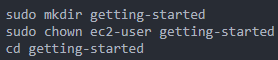 sudo mkdir getting-started
sudo chown ec2-user getting-started
cd getting-started